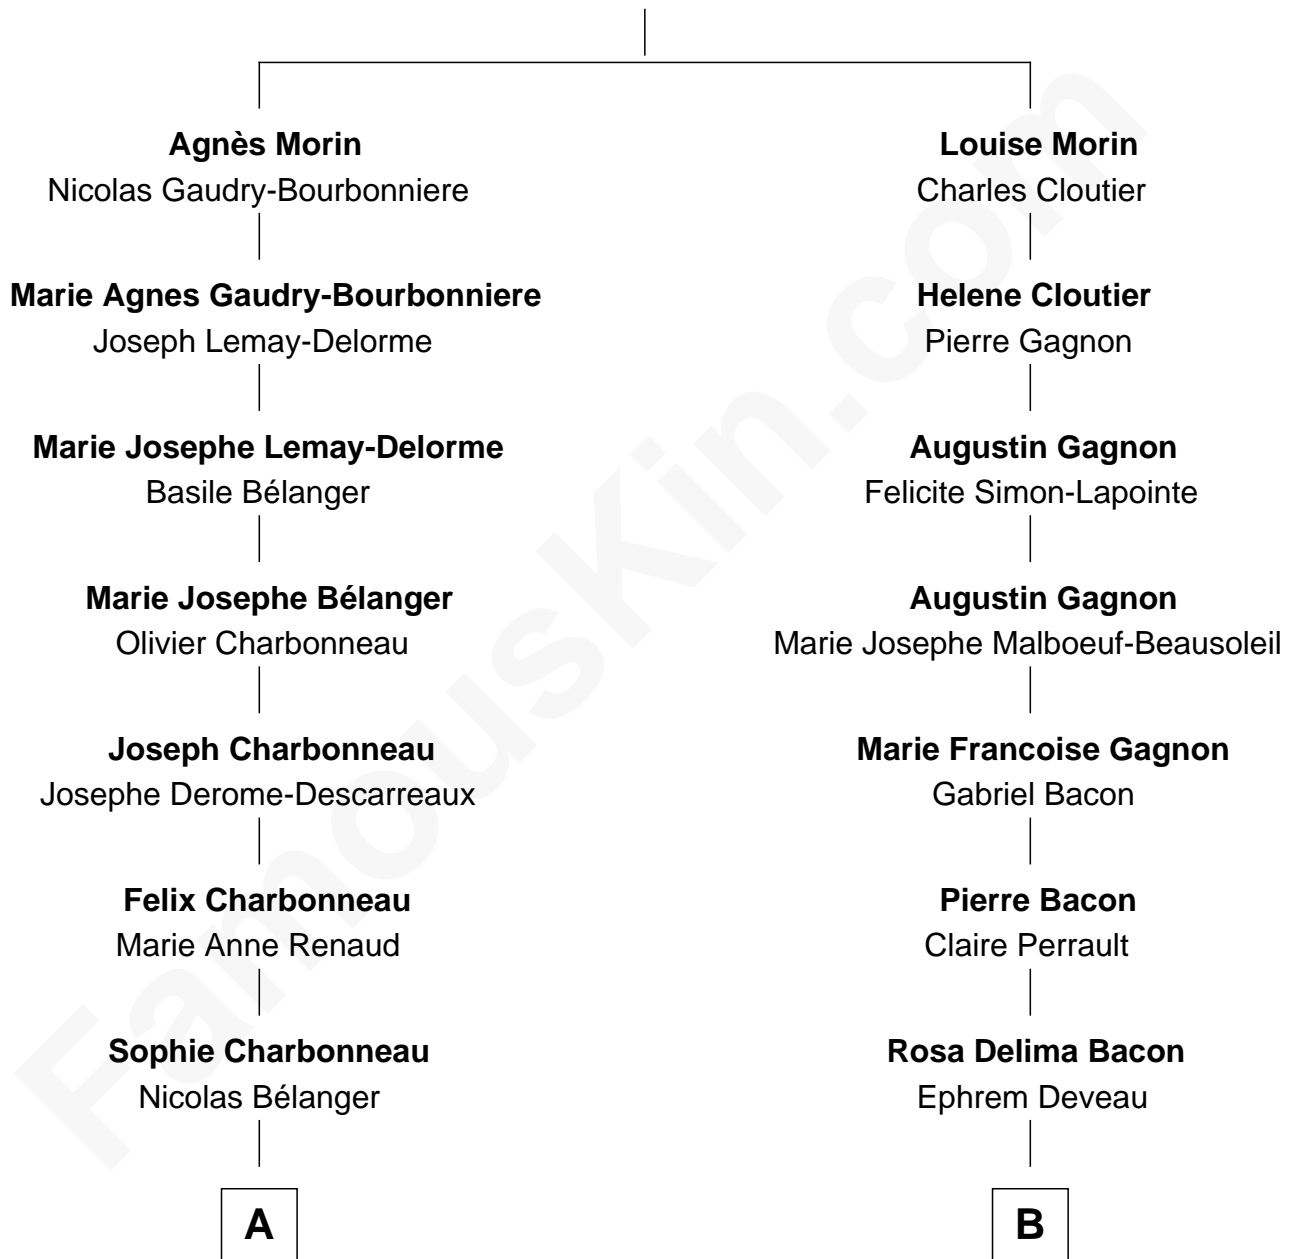 Agnès Morin
Nicolas Gaudry-Bourbonniere
Marie Agnes Gaudry-Bourbonniere
Joseph Lemay-Delorme
Marie Josephe Lemay-Delorme
Basile Bélanger
Marie Josephe Bélanger
Olivier Charbonneau
Joseph Charbonneau
Josephe Derome-Descarreaux
Felix Charbonneau
Marie Anne Renaud
Sophie Charbonneau
Nicolas Bélanger
A
Louise Morin
Charles Cloutier
Helene Cloutier
Pierre Gagnon
Augustin Gagnon
Felicite Simon-Lapointe
Augustin Gagnon
Marie Josephe Malboeuf-Beausoleil
Marie Francoise Gagnon
Gabriel Bacon
Pierre Bacon
Claire Perrault
Rosa Delima Bacon
Ephrem Deveau
B
FamousKin.com